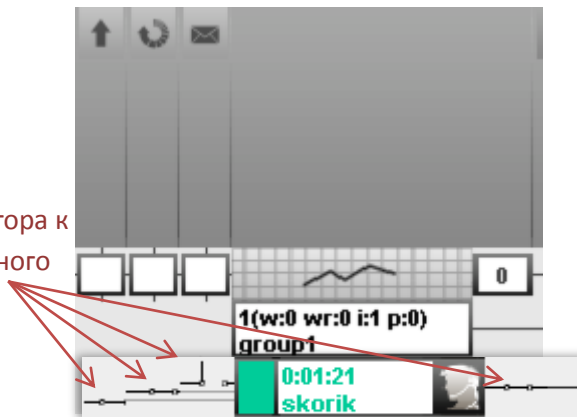 тора к
ного
0
1(w:0 wr:0 i:1 p:0)
group1
0:01:21
skorik